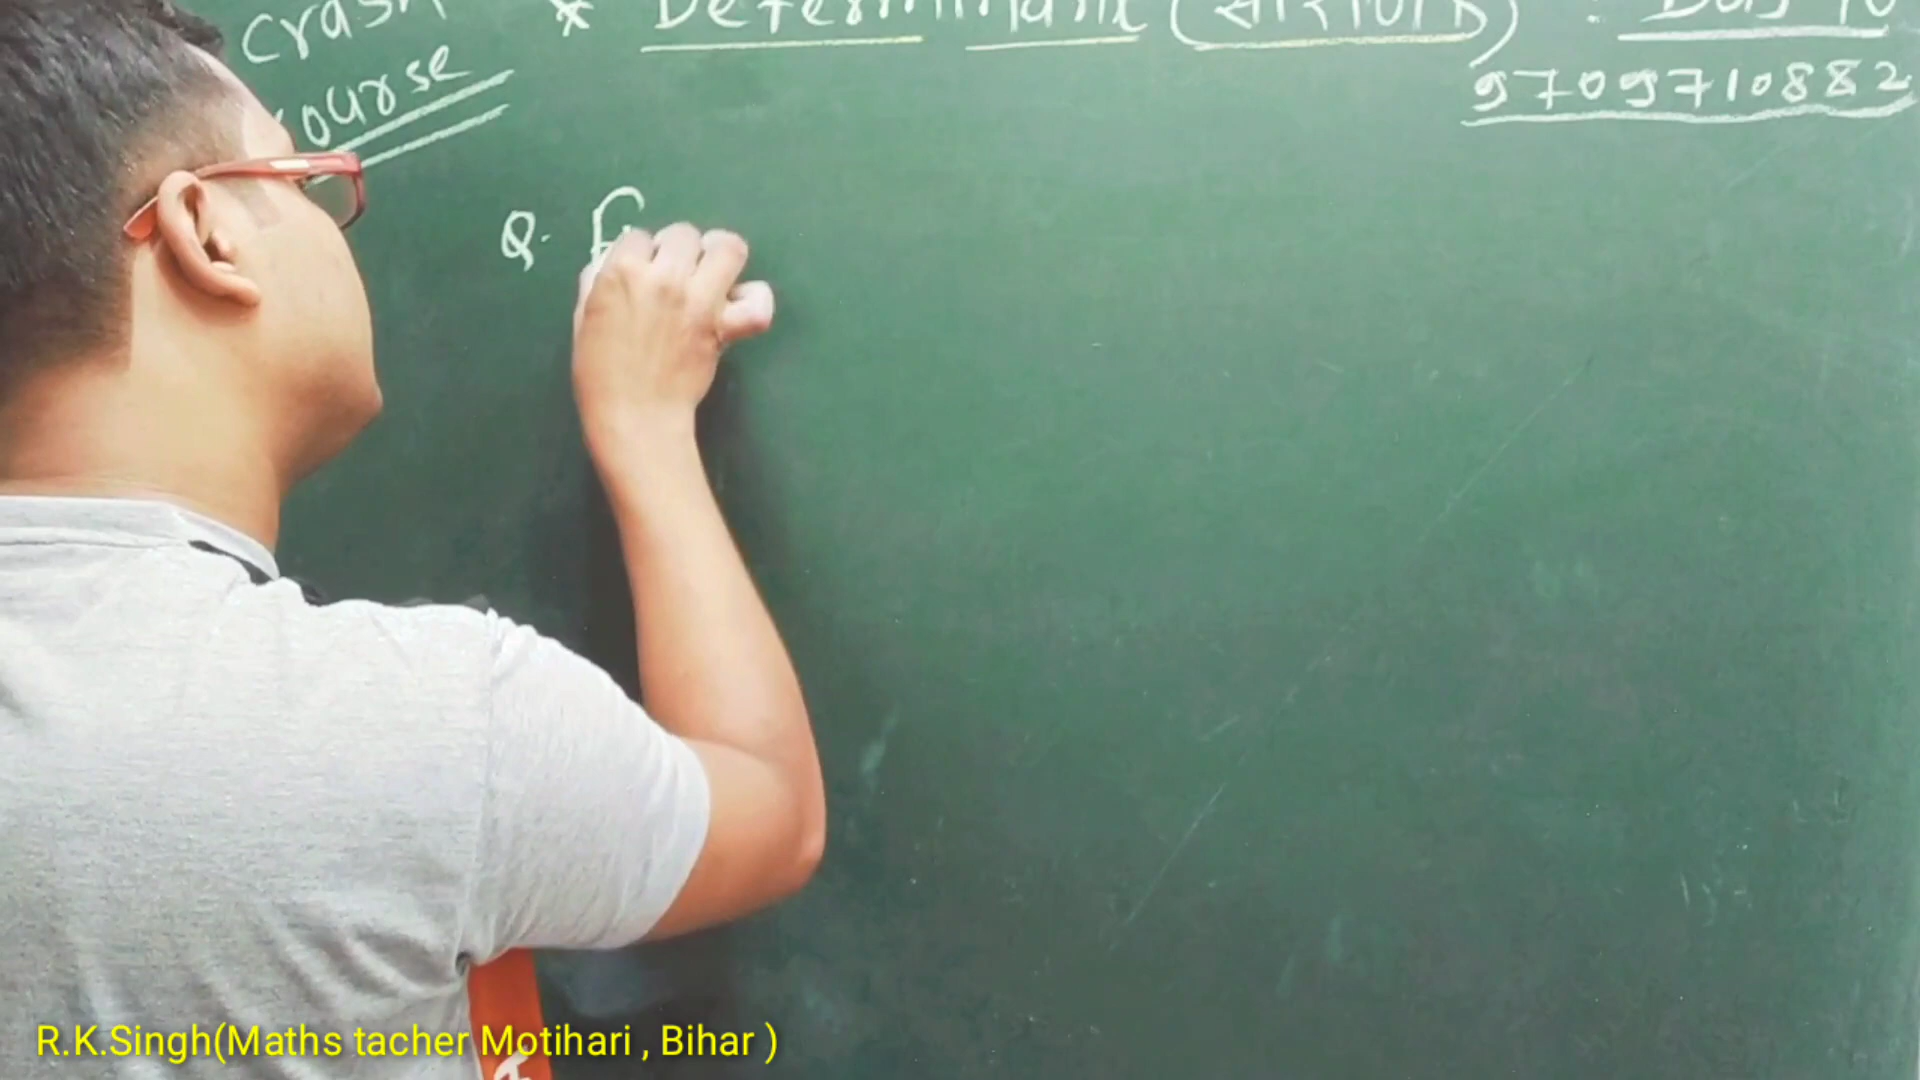 Crash * Determinant (सारणिक) : Day 10
Course
9709710882
Q.
R.K.Singh(Maths tacher Motihari , Bihar )